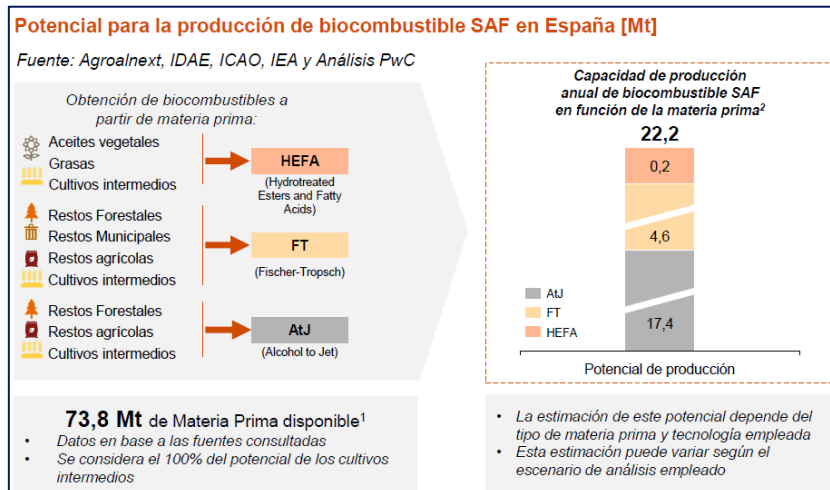 Potencial para la producción de biocombustible SAF en España [Mt]
Fuente: Agroalnext, IDAE, ICAO, IEA y Análisis PwC
Obtención de biocombustibles a
partir de materia prima:
Aceites vegetales
Grasas
Cultivos intermedios
HEFA
(Hydrotreated
Esters and Fatty
Acids)
Restos Forestales
Restos Municipales
Restos agrícolas
Cultivos intermedios
FT
(Fischer-Tropsch)
Restos Forestales
Restos agrícolas
Cultivos intermedios
AtJ
(Alcohol to Jet)
73,8 Mt de Materia Prima disponible¹
• Datos en base a las fuentes consultadas
• Se considera el 100% del potencial de los cultivos
intermedios
Capacidad de producción
anual de biocombustible SAF
en función de la materia prima²
22,2
0,2
4,6
17,4
AtJ
FT
HEFA
Potencial de producción
• La estimación de este potencial depende del
tipo de materia prima y tecnología empleada
• Esta estimación puede variar según el
escenario de análisis empleado